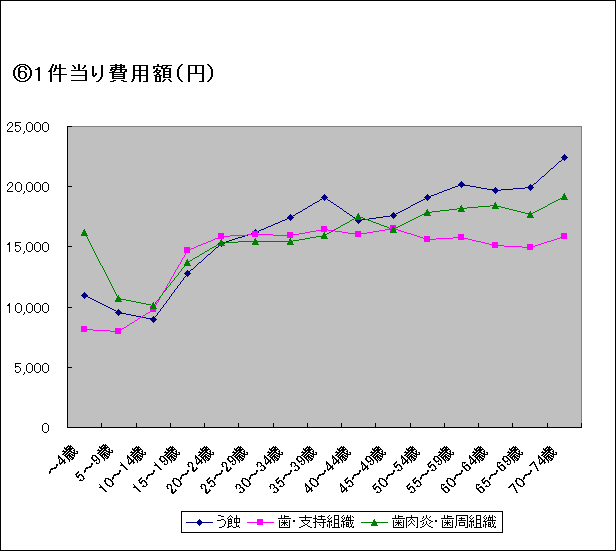 ⑥1件当り費用額(円)
25,000
20,000
15,000
10,000
5,000
0
～4歳
5～9歳
10～14歳
15～19歳
20～24歳
25～29歳
30～34歳
35～39歳
40～44歳
45～49歳
50～54歳
55～59歳
60～64歳
65～69歳
70～74歳
う蝕 歯・支持組織 歯肉炎・歯周組織